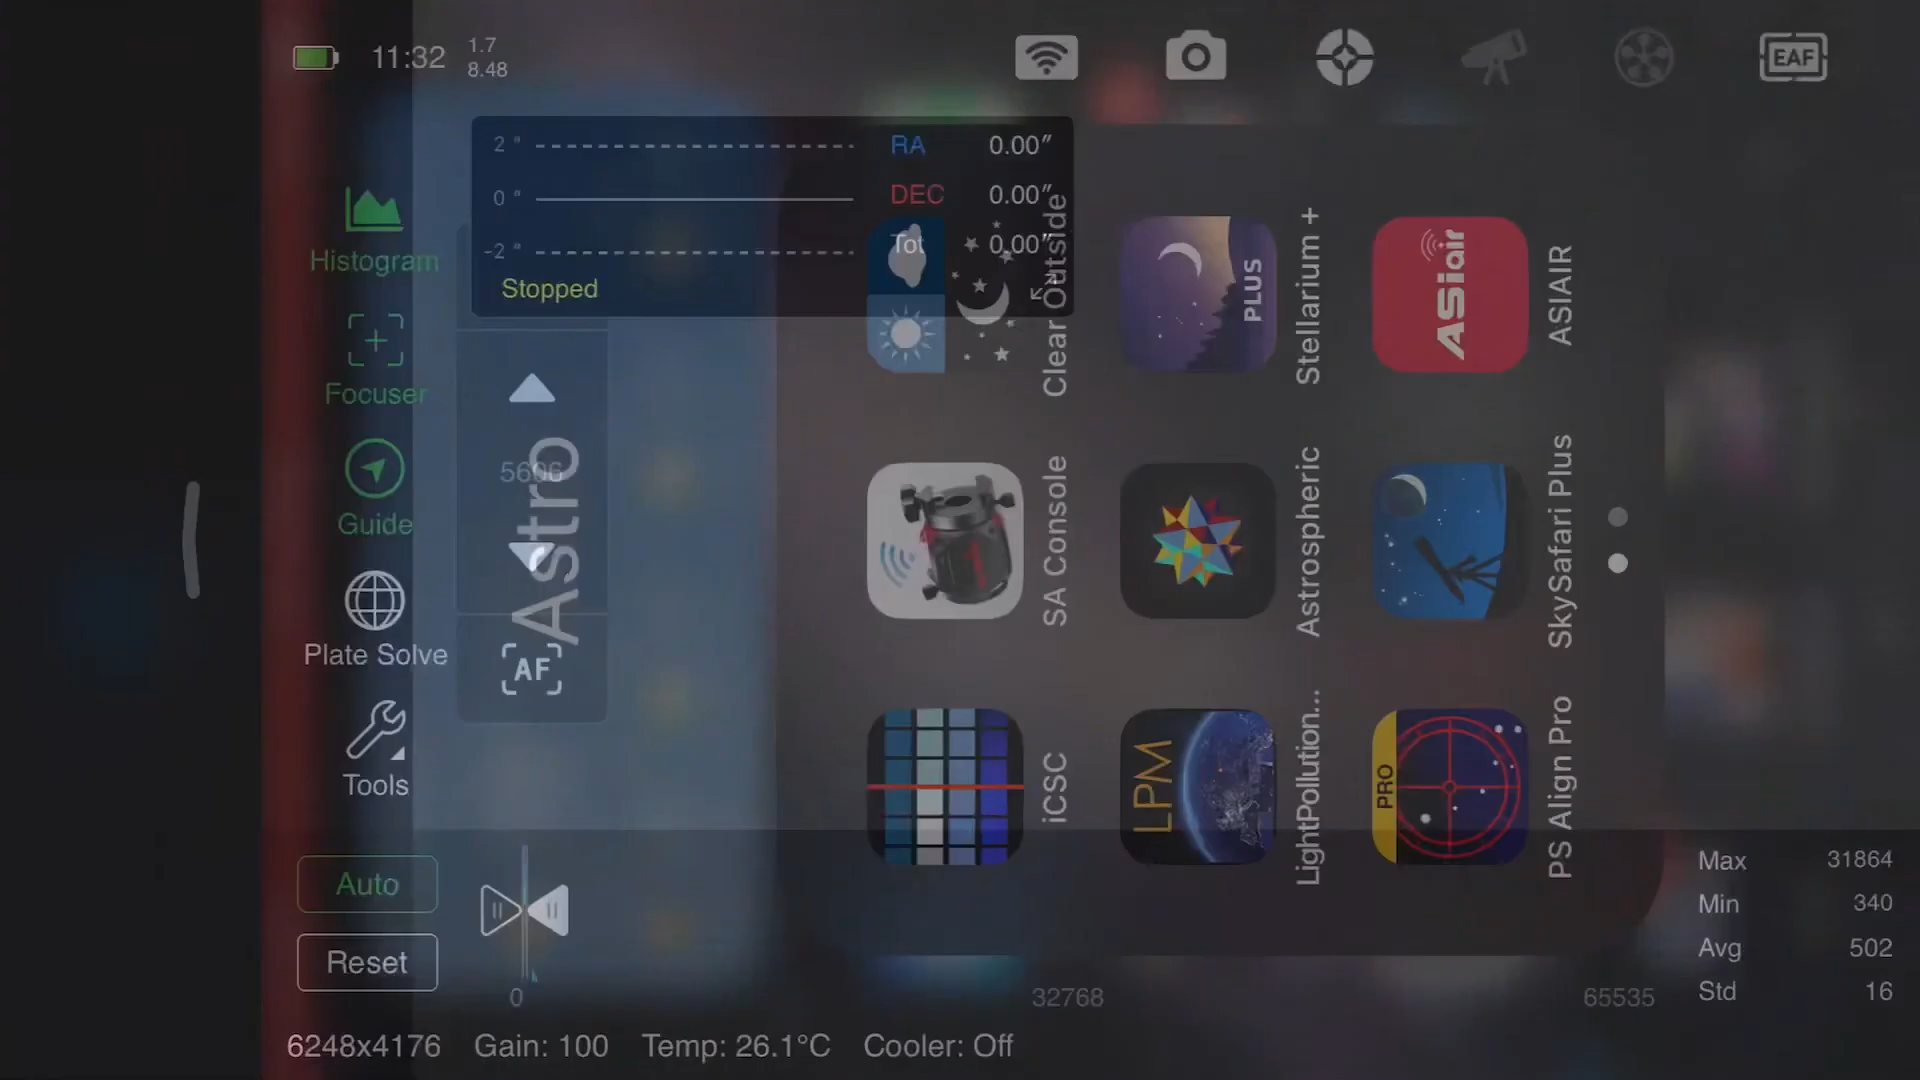 11:32
1.7
8.48
EAF
2 "
RA
0.00″
0 "
DEC
0.00″
-2 "
Tot
0.00″
Stopped
Histogram
Focuser
Guide
Plate Solve
Tools
5606
AF
Astro
Clear Outside
PLUS
Stellarium +
ASiair
ASIAIR
SA Console
Astrospheric
SkySafari Plus
iCSC
LPM
LightPollution...
PRO
PS Align Pro
Auto
Reset
0
32768
65535
Max 31864
Min 340
Avg 502
Std 16
6248x4176 Gain: 100 Temp: 26.1°C Cooler: Off